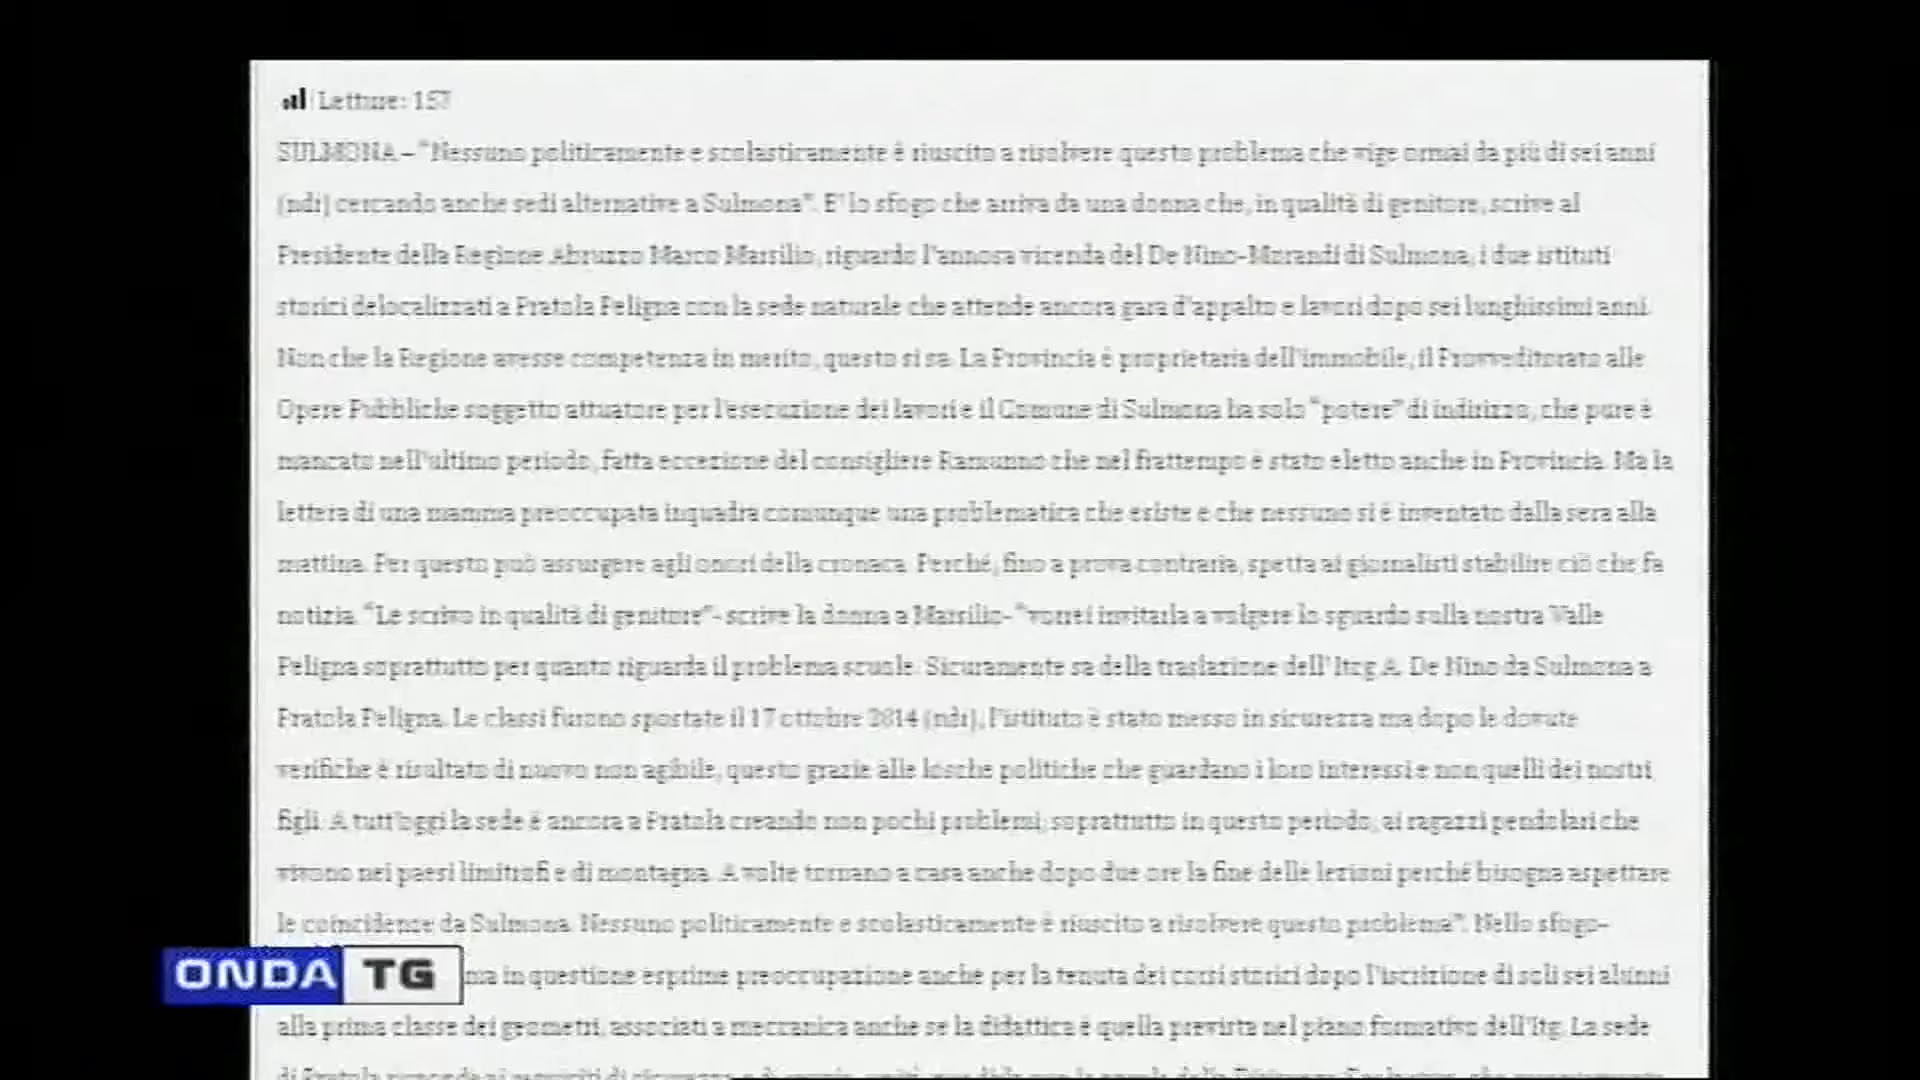 Letture: 157
SULMONA – “Nessuno politicamente e scolasticamente è riuscito a risolvere questo problema che vige ormai da più di sei anni
(ndr) cercando anche sedi alternative a Sulmona”. E’ lo sfogo che arriva da una donna che, in qualità di genitore, scrive al
Presidente della Regione Abruzzo Marco Marsilio, riguardo l’annosa vicenda del De Nino-Morandi di Sulmona, i due istituti
storici delocalizzati a Pratola Peligna con la sede naturale che attende ancora gara d’appalto e lavori dopo sei lunghissimi anni.
Non che la Regione avesse competenza in merito, questo si sa. La Provincia è proprietaria dell’immobile, il Provveditorato alle
Opere Pubbliche soggetto attuatore per l’esecuzione dei lavori e il Comune di Sulmona ha solo “potere” di indirizzo, che pure è
mancato nell’ultimo periodo, fatta eccezione del consigliere Ramunno che nel frattempo è stato eletto anche in Provincia. Ma la
lettera di una mamma preoccupata inquadra comunque una problematica che esiste e che nessuno si è inventato dalla sera alla
mattina. Per questo può assurgere agli onori della cronaca. Perché, fino a prova contraria, spetta ai giornalisti stabilire ciò che fa
notizia. “Le scrivo in qualità di genitore”- scrive la donna a Marsilio- “vorrei invitarla a volgere lo sguardo sulla nostra Valle
Peligna soprattutto per quanto riguarda il problema scuole. Sicuramente sa della traslazione dell’Itcg A. De Nino da Sulmona a
Pratola Peligna. Le classi furono spostate il 17 ottobre 2014 (ndr), l’istituto è stato messo in sicurezza ma dopo le dovute
verifiche è risultato di nuovo non agibile, questo grazie alle losche politiche che guardano i loro interessi e non quelli dei nostri
figli. A tutt’oggi la sede è ancora a Pratola creando non pochi problemi, soprattutto in questo periodo, ai ragazzi pendolari che
vivono nei paesi limitrofi e di montagna. A volte tornano a casa anche dopo due ore la fine delle lezioni perché bisogna aspettare
le coincidenze da Sulmona. Nessuno politicamente e scolasticamente è riuscito a risolvere questo problema”. Nello sfogo-
ONDA TG
ma in questione esprime preoccupazione anche per la tenuta dei corsi storici dopo l’iscrizione di soli sei alunni
alla prima classe dei geometri, associati a meccanica anche se la didattica è quella prevista nel piano formativo dell’Itg. La sede
di Pratola